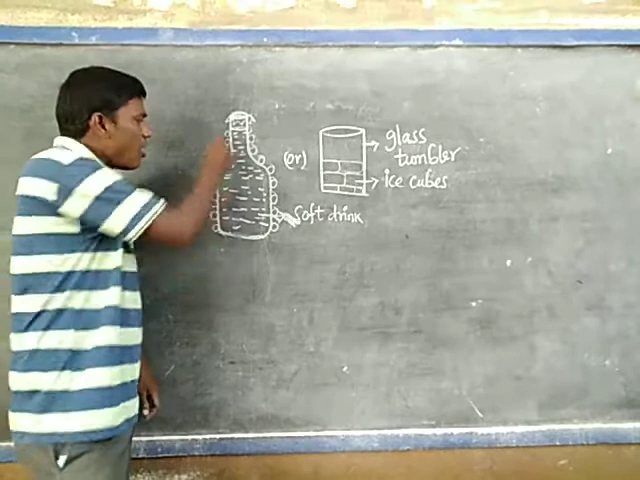 (or)
glass
tumbler
ice cubes
Soft drink